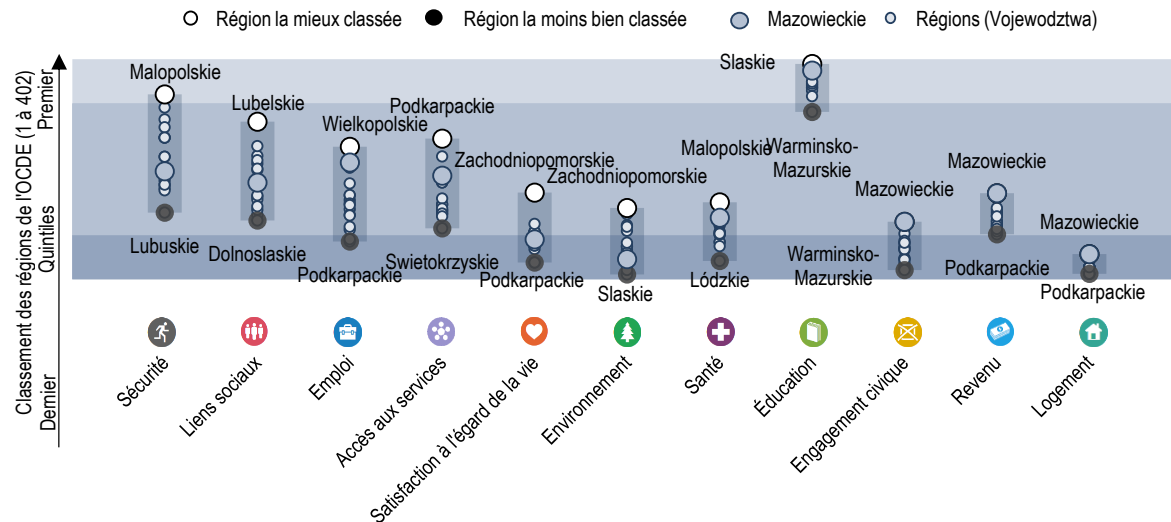 Région la mieux classée
Région la moins bien classée
Mazowieckie
Régions (Vojewodztwa)
Classement des régions de l'OCDE (1 à 402)
Premier
Quintiles
Dernier
Malopolskie
Lubuskie
Lubelskie
Dolnoslaskie
Wielkopolskie
Podkarpackie
Podkarpackie
Swietokrzyskie
Zachodniopomorskie
Podkarpackie
Zachodniopomorskie
Slaskie
Malopolskie
Lódzkie
Slaskie
Warminsko-
Mazurskie
Mazowieckie
Warminsko-
Mazurskie
Mazowieckie
Podkarpackie
Mazowieckie
Podkarpackie
Sécurité
Liens sociaux
Emploi
Accès aux services
Satisfaction à l'égard de la vie
Environnement
Santé
Éducation
Engagement civique
Revenu
Logement